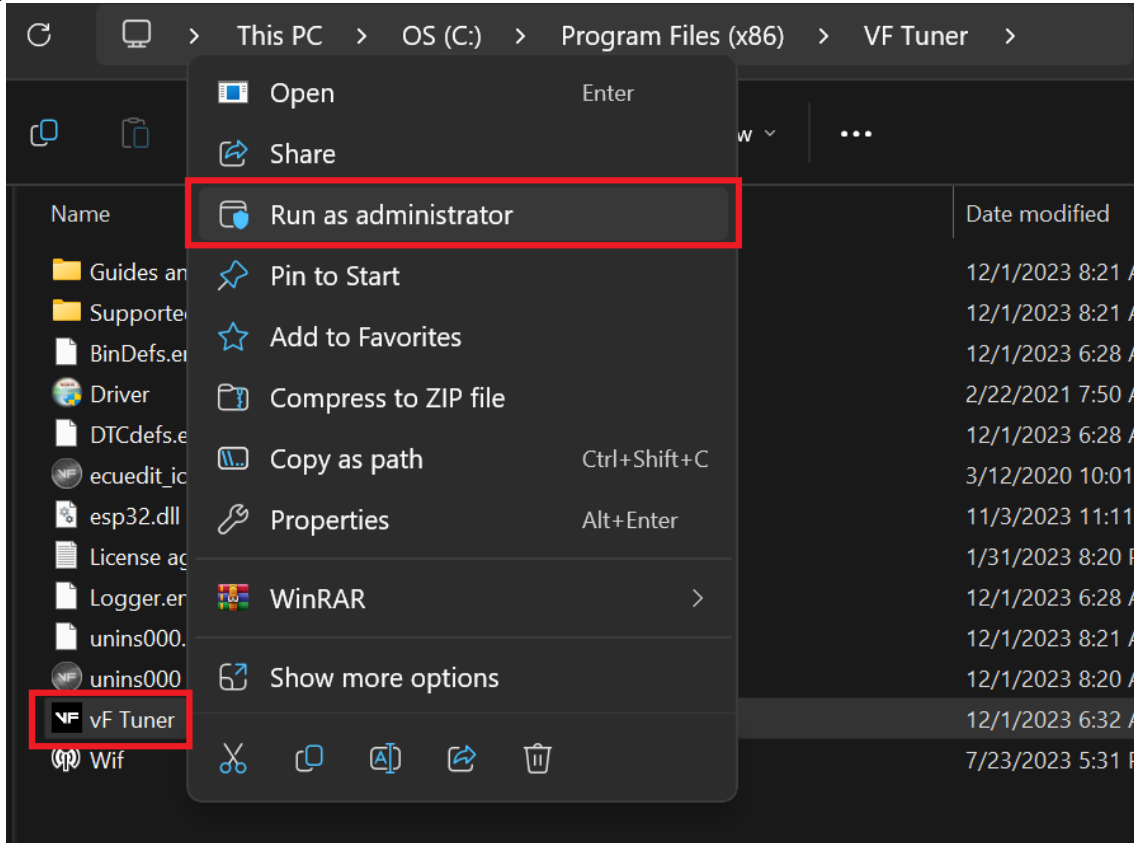 This PC > OS (C:) > Program Files (x86) > VF Tuner >
Open Enter
Share
Run as administrator
Pin to Start
Add to Favorites
Compress to ZIP file
Copy as path Ctrl+Shift+C
Properties Alt+Enter
WinRAR
Show more options
Name Date modified
Guides an 12/1/2023 8:21
Supporte 12/1/2023 8:21
BinDefs.e 12/1/2023 6:28
Driver 2/22/2021 7:50
DTCdefs.e 12/1/2023 6:28
ecuedit_ic 3/12/2020 10:01
esp32.dll 11/3/2023 11:11
License ag 1/31/2023 8:20
Logger.en 12/1/2023 6:28
unins000. 12/1/2023 8:21
unins000 12/1/2023 8:20
VF vF Tuner 12/1/2023 6:32
Wif 7/23/2023 5:31